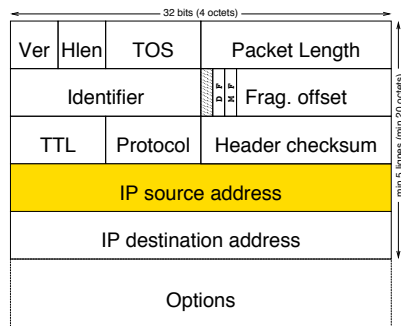 32 bits (4 octets)
Ver Hlen TOS Packet Length
Identifier D F M F Frag. offset
TTL Protocol Header checksum
IP source address
IP destination address
Options
min 5 lignes (min 20 octets)